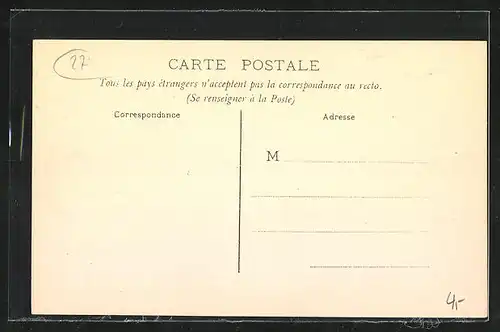 27
CARTE POSTALE
Tous les pays étrangers n'acceptent pas la correspondance au recto.
(Se renseigner à la Poste)
Correspondance
Adresse
M
4,-